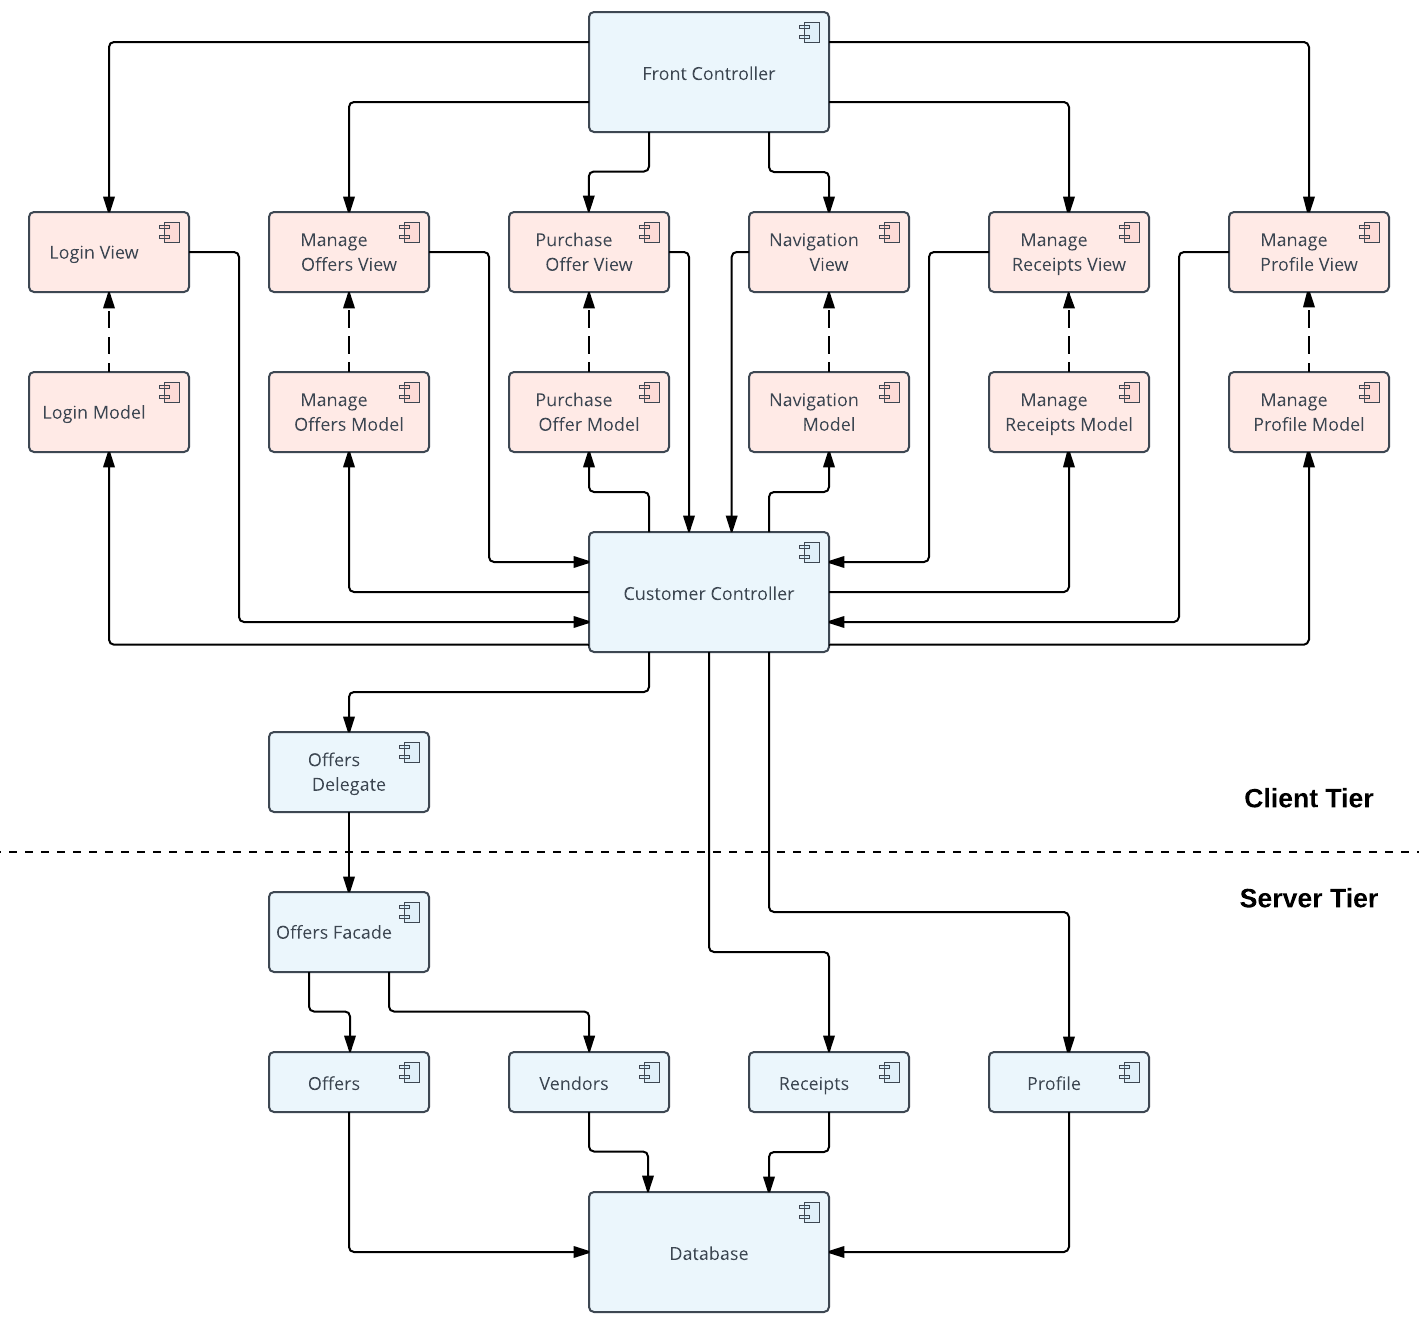 Front Controller
Login View
Manage
Offers View
Purchase
Offer View
Navigation
View
Manage
Receipts View
Manage
Profile View
Login Model
Manage
Offers Model
Purchase
Offer Model
Navigation
Model
Manage
Receipts Model
Manage
Profile Model
Customer Controller
Offers
Delegate
Client Tier
Server Tier
Offers Facade
Offers
Vendors
Receipts
Profile
Database